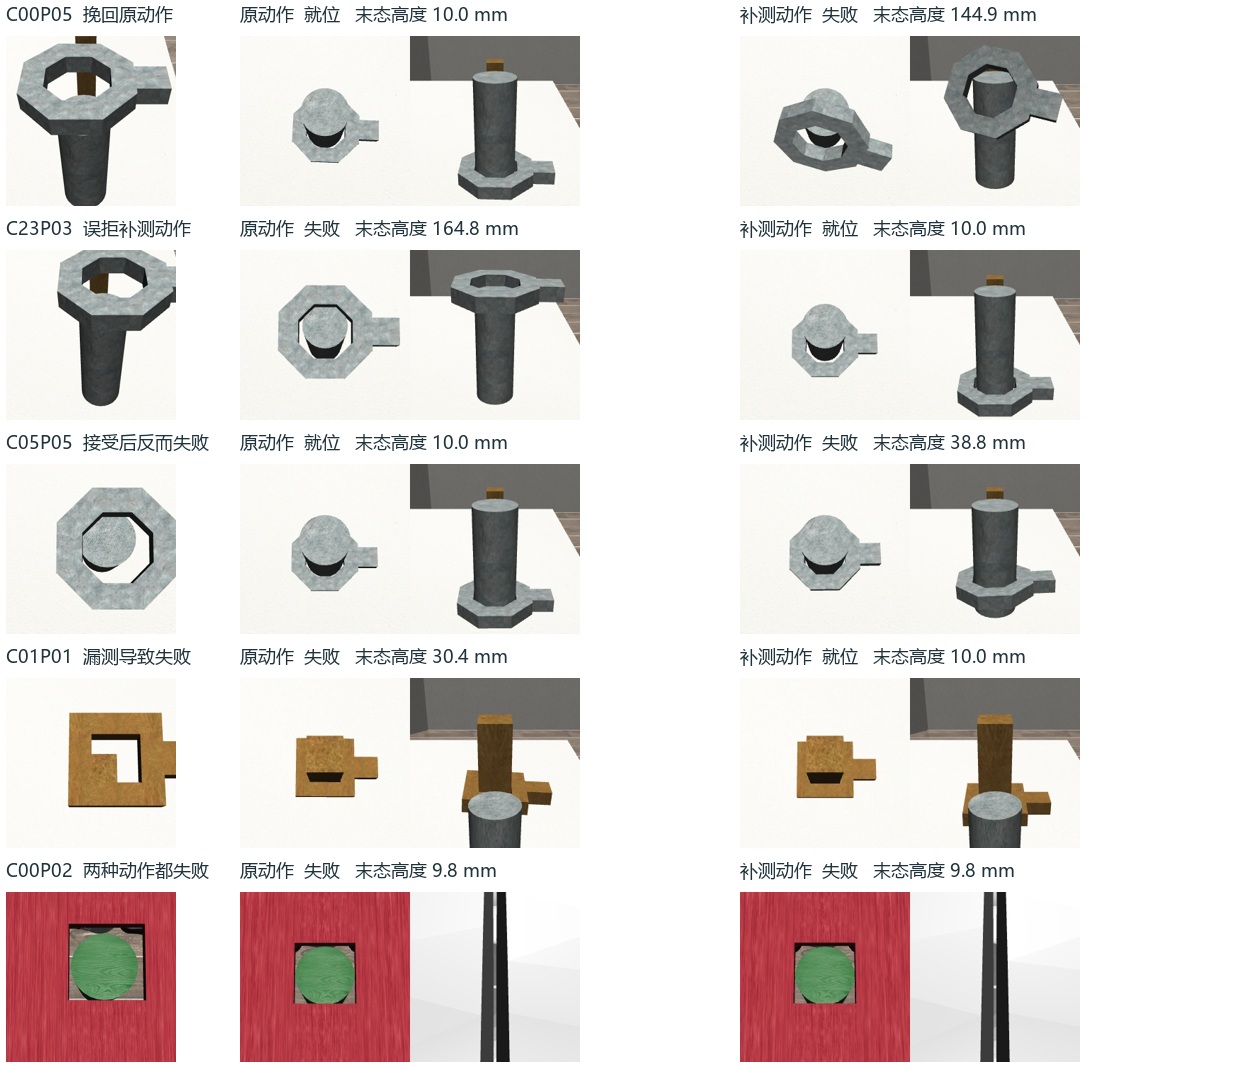 C00P05 挽回原动作 原动作 就位 末态高度 10.0 mm 补测动作 失败 末态高度 144.9 mm
C23P03 误拒补测动作 原动作 失败 末态高度 164.8 mm 补测动作 就位 末态高度 10.0 mm
C05P05 接受后反而失败 原动作 就位 末态高度 10.0 mm 补测动作 失败 末态高度 38.8 mm
C01P01 漏测导致失败 原动作 失败 末态高度 30.4 mm 补测动作 就位 末态高度 10.0 mm
C00P02 两种动作都失败 原动作 失败 末态高度 9.8 mm 补测动作 失败 末态高度 9.8 mm